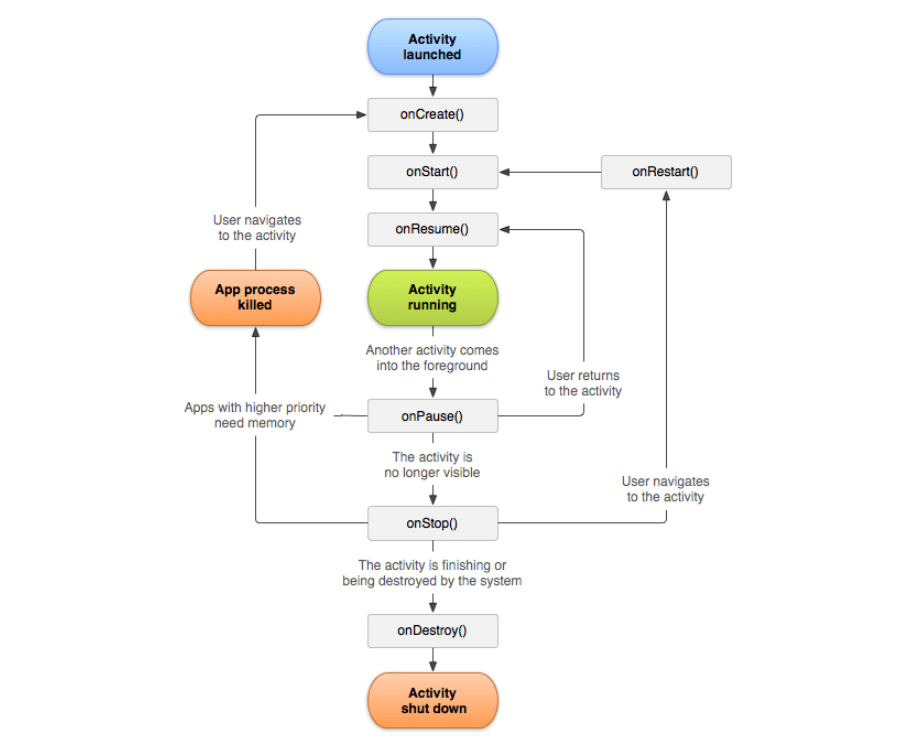 Activity
launched
onCreate()
onStart()
onRestart()
User navigates
to the activity
onResume()
App process
killed
Activity
running
Another activity comes
into the foreground
User returns
to the activity
Apps with higher priority
need memory
onPause()
The activity is
no longer visible
User navigates
to the activity
onStop()
The activity is finishing or
being destroyed by the system
onDestroy()
Activity
shut down